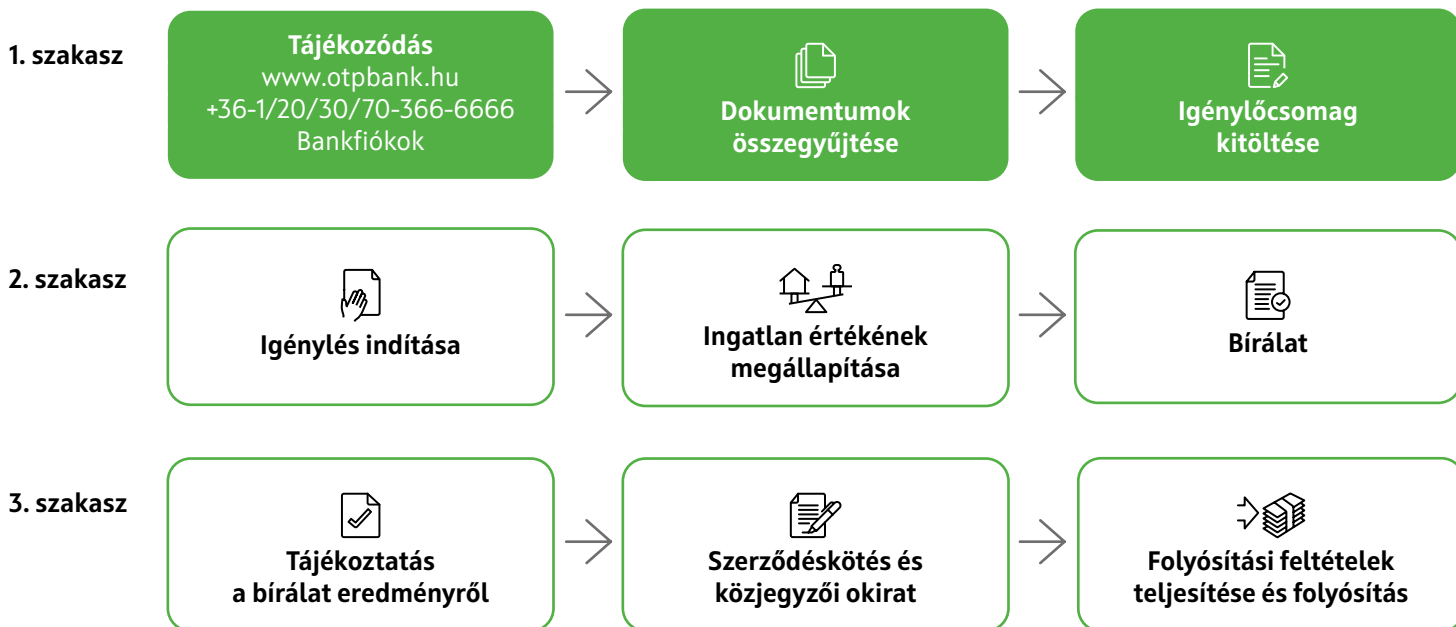 1. szakasz
Tájékozódás
www.otpbank.hu
+36-1/20/30/70-366-6666
Bankfiókok
Dokumentumok
összegyűjtése
Igénylőcsomag
kitöltése
2. szakasz
Igénylés indítása
Ingatlan értékének
megállapítása
Bírálat
3. szakasz
Tájékoztatás
a bírálat eredményről
Szerződéskötés és
közjegyzői okirat
Folyósítási feltételek
teljesítése és folyósítás